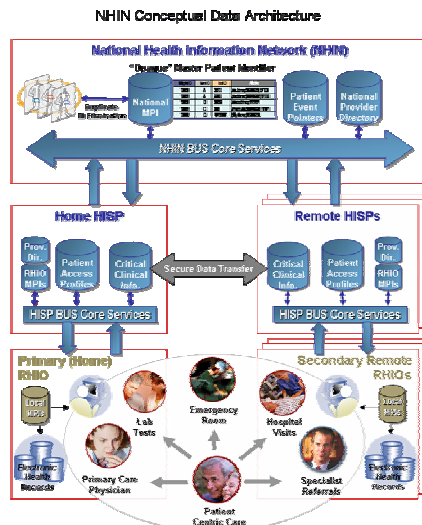 NHIN Conceptual Data Architecture
National Health Information Network (NHIN)
"Opaque" Master Patient Identifier
Duplicate
National
MPI
Patient
Event
Pointers
National
Provider
Directory
NHIN BUS Core Services
Home HISP
Remote HISPs
Prov.
Dir.
RHIO
MPIs
Patient
Access
Profiles
Critical
Clinical
Info.
Secure Data Transfer
Critical
Clinical
Info.
Patient
Access
Profiles
Prov.
Dir.
RHIO
MPIs
HISP BUS Core Services
HISP BUS Core Services
Primary (Home)
RHIO
Secondary Remote
RHIOs
Local
MPIs
Lab
Tests
Emergency
Room
Hospital
Visits
Local
MPIs
Electronic
Health
Records
Primary Care
Physician
Specialist
Referrals
Electronic
Health
Records
Patient
Centric Care